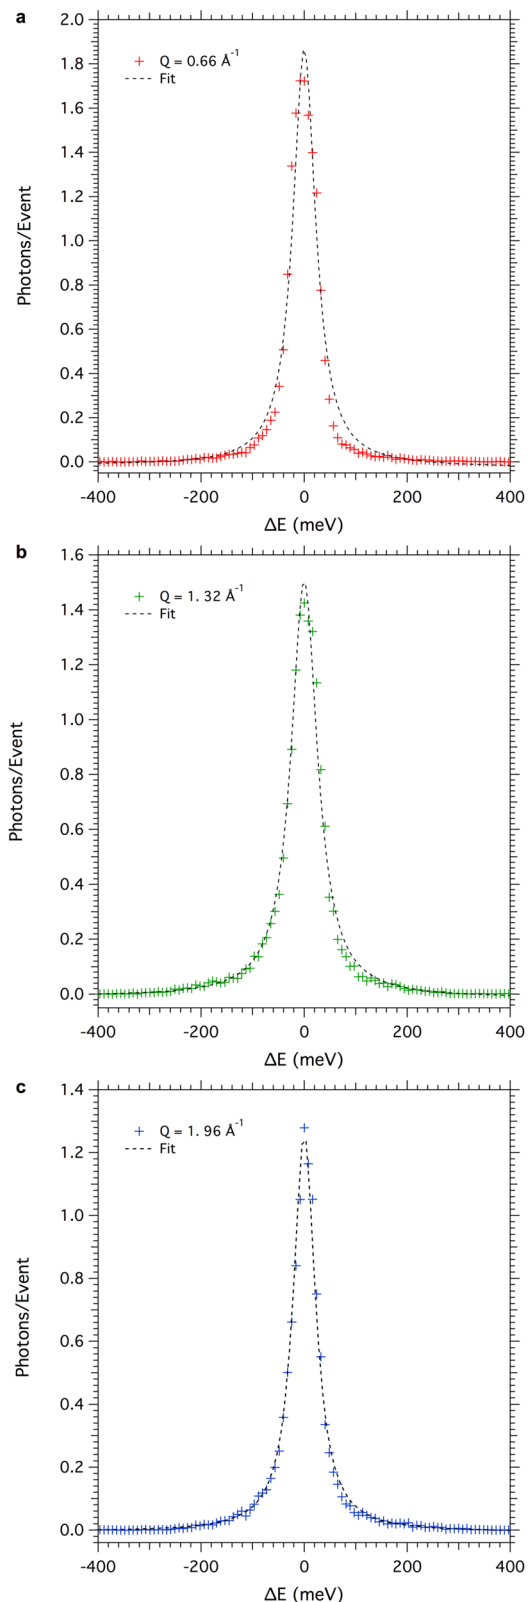 a
2.0
1.8
1.6
1.4
1.2
1.0
0.8
0.6
0.4
0.2
0.0
Photons/Event
Q = 0.66 Å⁻¹
Fit
-400 -200 0 200 400
ΔE (meV)
b
1.6
1.4
1.2
1.0
0.8
0.6
0.4
0.2
0.0
Photons/Event
Q = 1. 32 Å⁻¹
Fit
-400 -200 0 200 400
ΔE (meV)
c
1.4
1.2
1.0
0.8
0.6
0.4
0.2
0.0
Photons/Event
Q = 1. 96 Å⁻¹
Fit
-400 -200 0 200 400
ΔE (meV)